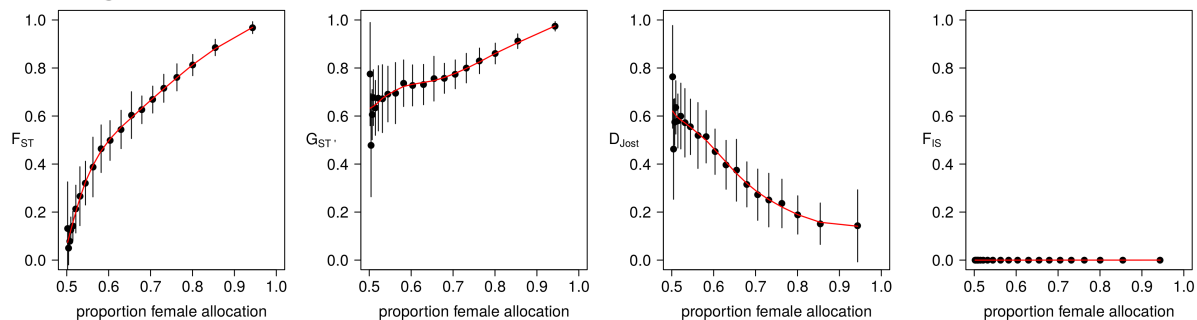 1.0 1.0 1.0 1.0
0.8 0.8 0.8 0.8
0.6 0.6 0.6 0.6
FST GST' DJost FIS
0.4 0.4 0.4 0.4
0.2 0.2 0.2 0.2
0.0 0.0 0.0 0.0
0.5 0.6 0.7 0.8 0.9 1.0 0.5 0.6 0.7 0.8 0.9 1.0 0.5 0.6 0.7 0.8 0.9 1.0 0.5 0.6 0.7 0.8 0.9 1.0
proportion female allocation proportion female allocation proportion female allocation proportion female allocation